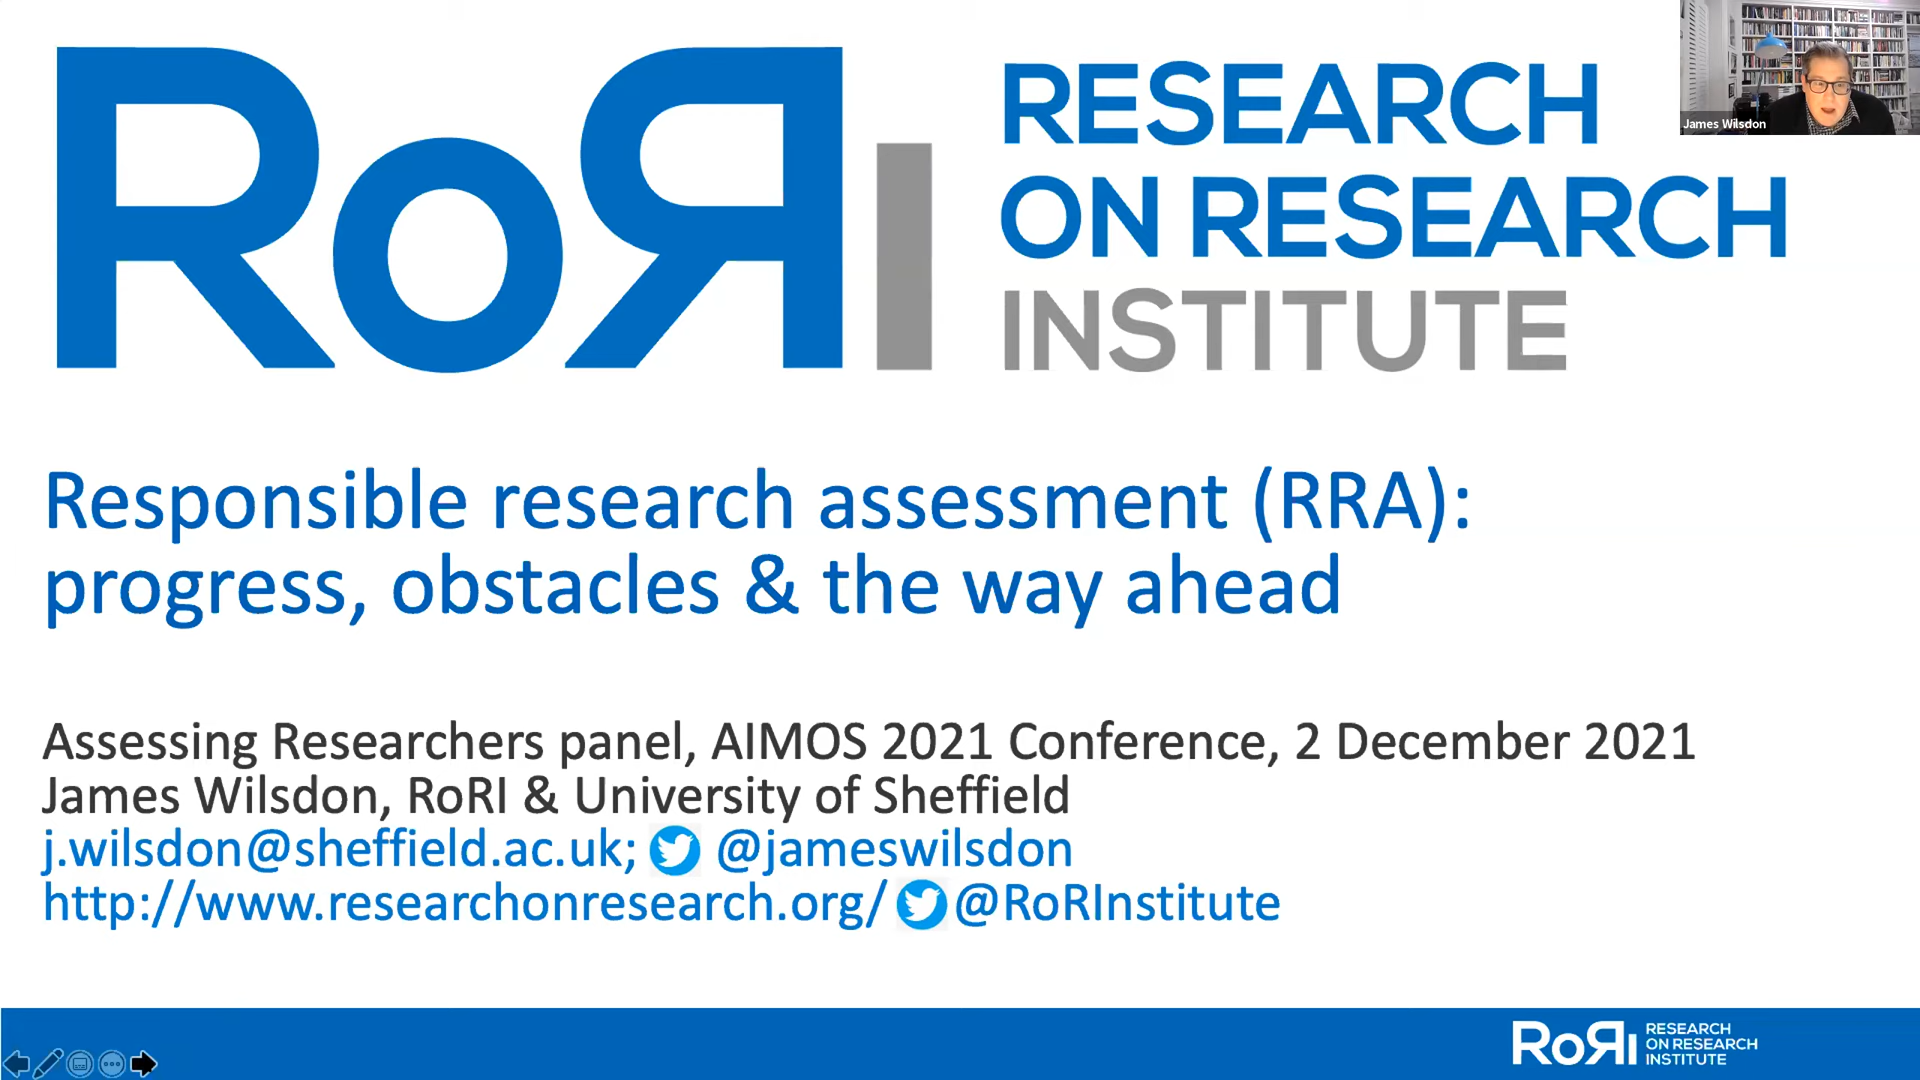 RoRI
RESEARCH
ON RESEARCH
INSTITUTE
James Wilsdon
Responsible research assessment (RRA):
progress, obstacles & the way ahead
Assessing Researchers panel, AIMOS 2021 Conference, 2 December 2021
James Wilsdon, RoRI & University of Sheffield
j.wilsdon@sheffield.ac.uk; @jameswilsdon
http://www.researchonresearch.org/ @RoRInstitute
RoRI
RESEARCH
ON RESEARCH
INSTITUTE